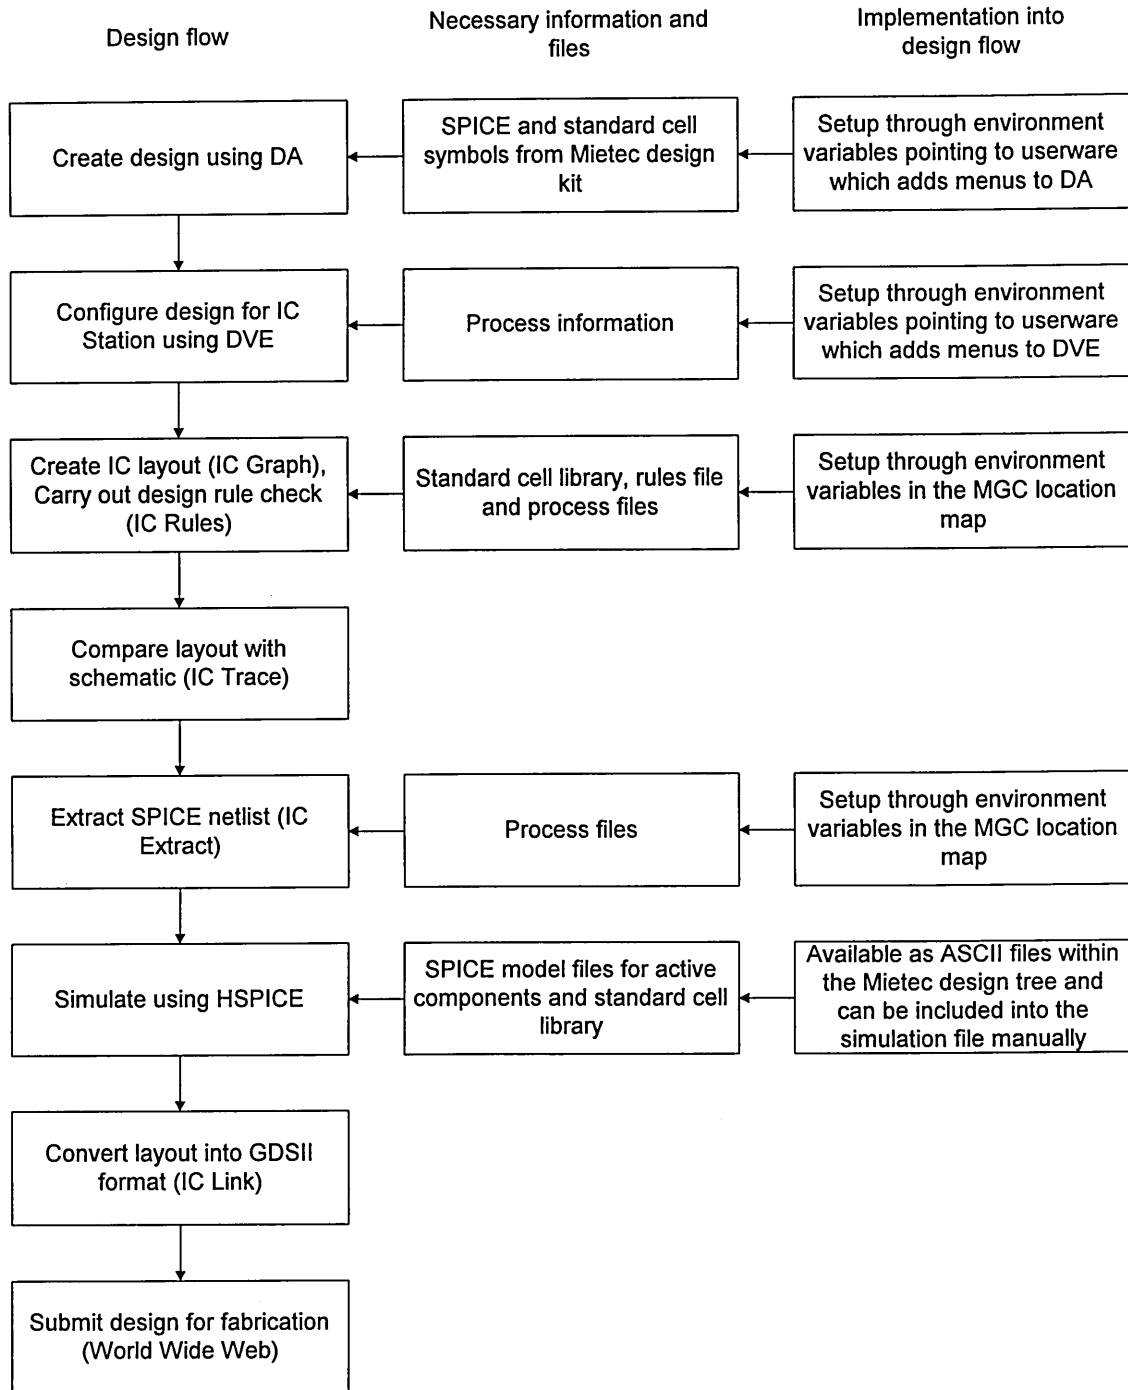 Design flow
Necessary information and
files
Implementation into
design flow
Create design using DA
SPICE and standard cell
symbols from Mietec design
kit
Setup through environment
variables pointing to userware
which adds menus to DA
Configure design for IC
Station using DVE
Process information
Setup through environment
variables pointing to userware
which adds menus to DVE
Create IC layout (IC Graph),
Carry out design rule check
(IC Rules)
Standard cell library, rules file
and process files
Setup through environment
variables in the MGC location
map
Compare layout with
schematic (IC Trace)
Extract SPICE netlist (IC
Extract)
Process files
Setup through environment
variables in the MGC location
map
Simulate using HSPICE
SPICE model files for active
components and standard cell
library
Available as ASCII files within
the Mietec design tree and
can be included into the
simulation file manually
Convert layout into GDSII
format (IC Link)
Submit design for fabrication
(World Wide Web)